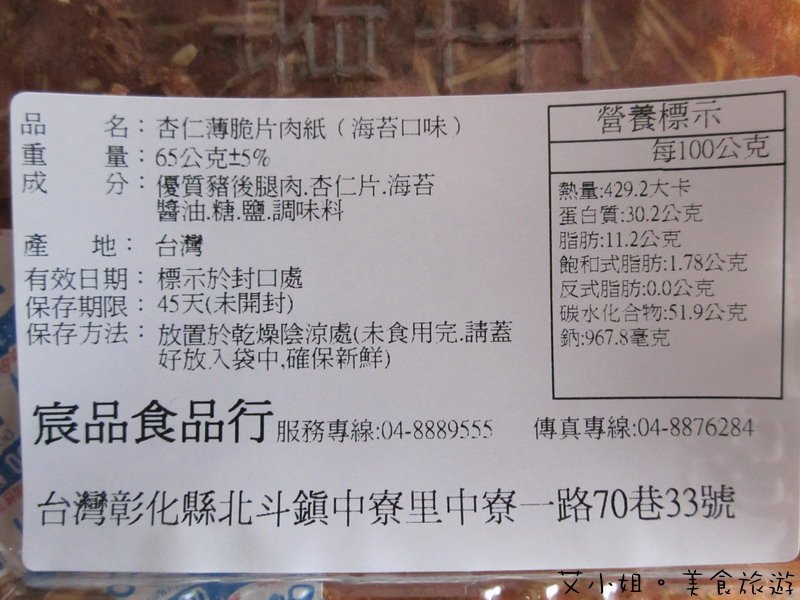 品　　名：杏仁薄脆片肉紙（海苔口味）
重　　量：65公克±5%
成　　分：優質豬後腿肉.杏仁片.海苔
醬油.糖.鹽.調味料
產　　地：台灣
有效日期：標示於封口處
保存期限：45天(未開封)
保存方法：放置於乾燥陰涼處(未食用完.請蓋
好放入袋中,確保新鮮)
營養標示
每100公克
熱量:429.2大卡
蛋白質:30.2公克
脂肪:11.2公克
飽和式脂肪:1.78公克
反式脂肪:0.0公克
碳水化合物:51.9公克
鈉:967.8毫克
宸品食品行 服務專線:04-8889555　傳真專線:04-8876284
台灣彰化縣北斗鎮中寮里中寮一路70巷33號
艾小姐。美食旅遊